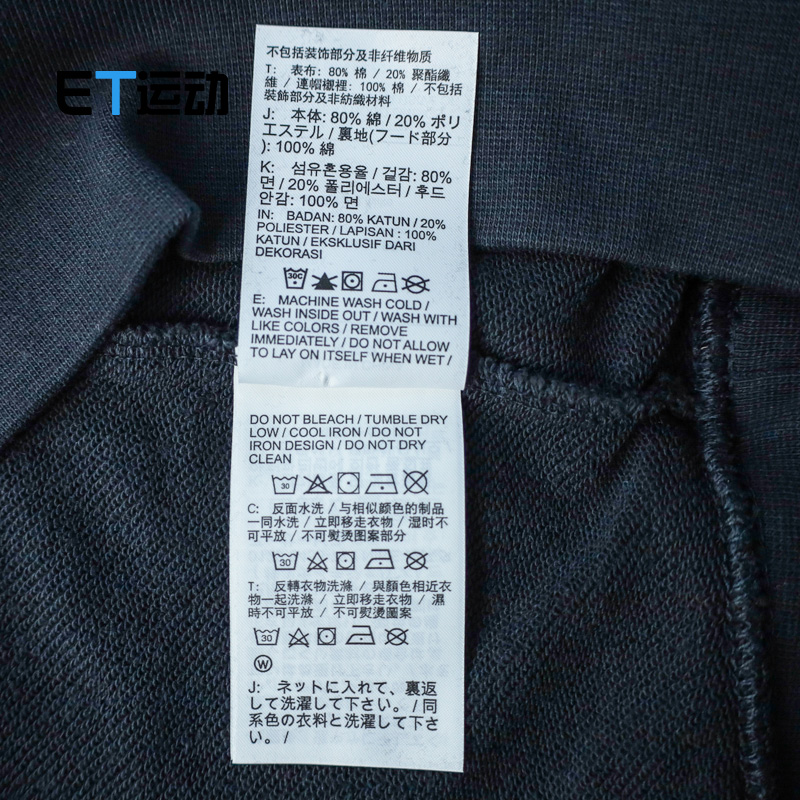 ET运动
不包括装饰部分及非纤维物质
T: 表布: 80% 棉 / 20% 聚酯纖
維 / 連帽襯裡: 100% 棉 / 不包括
裝飾部分及非紡織材料
J: 本体: 80% 綿 / 20% ポリ
エステル / 裏地(フード部分
): 100% 綿
K: 섬유혼용율 / 겉감: 80%
면 / 20% 폴리에스터 / 후드
안감: 100% 면
IN: BADAN: 80% KATUN / 20%
POLIESTER / LAPISAN : 100%
KATUN / EKSKLUSIF DARI
DEKORASI
30C
E: MACHINE WASH COLD /
WASH INSIDE OUT / WASH WITH
LIKE COLORS / REMOVE
IMMEDIATELY / DO NOT ALLOW
TO LAY ON ITSELF WHEN WET /
DO NOT BLEACH / TUMBLE DRY
LOW / COOL IRON / DO NOT
IRON DESIGN / DO NOT DRY
CLEAN
30
C: 反面水洗 / 与相似颜色的制品
一同水洗 / 立即移走衣物 / 湿时不
可平放 / 不可熨烫图案部分
30
T: 反轉衣物洗滌 / 與顏色相近衣
物一起洗滌 / 立即移走衣物 / 濕
時不可平放 / 不可熨燙圖案
30
W
J: ネットに入れて、裏返
して洗濯して下さい。 / 同
系色の衣料と洗濯して下さ
い。 /